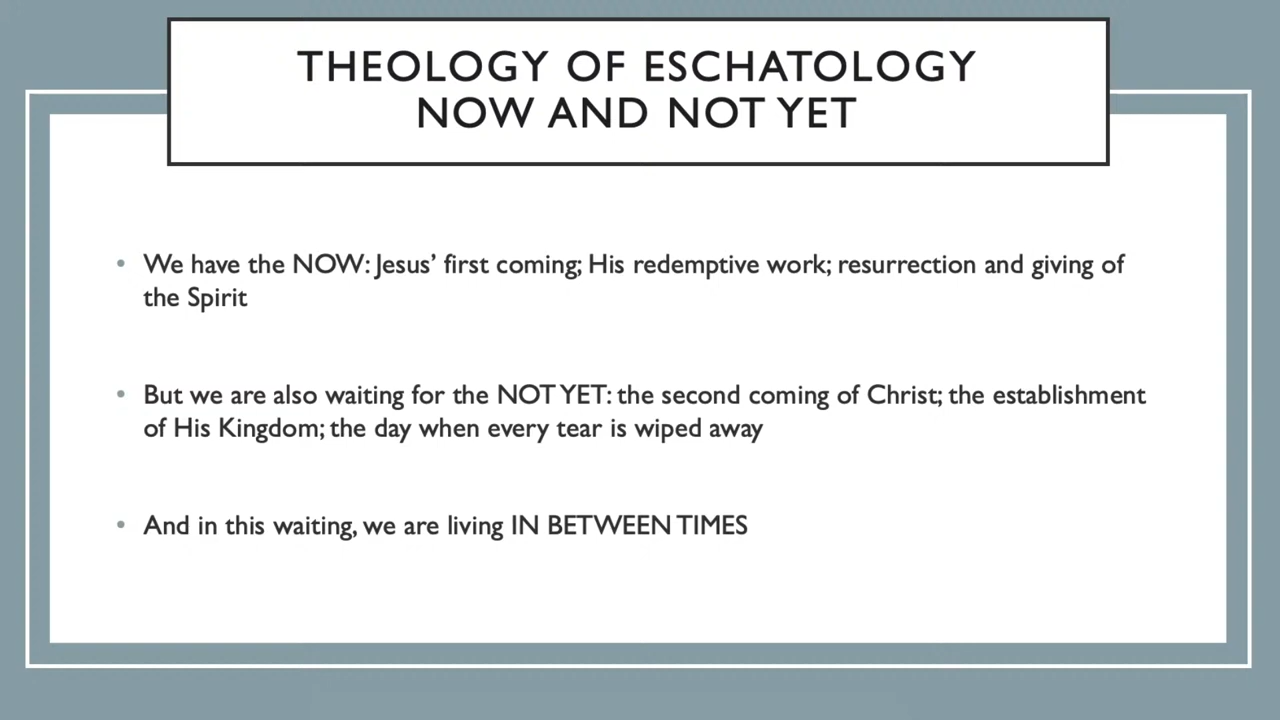 THEOLOGY OF ESCHATOLOGY
NOW AND NOT YET
• We have the NOW: Jesus’ first coming; His redemptive work; resurrection and giving of
the Spirit
• But we are also waiting for the NOT YET: the second coming of Christ; the establishment
of His Kingdom; the day when every tear is wiped away
• And in this waiting, we are living IN BETWEEN TIMES